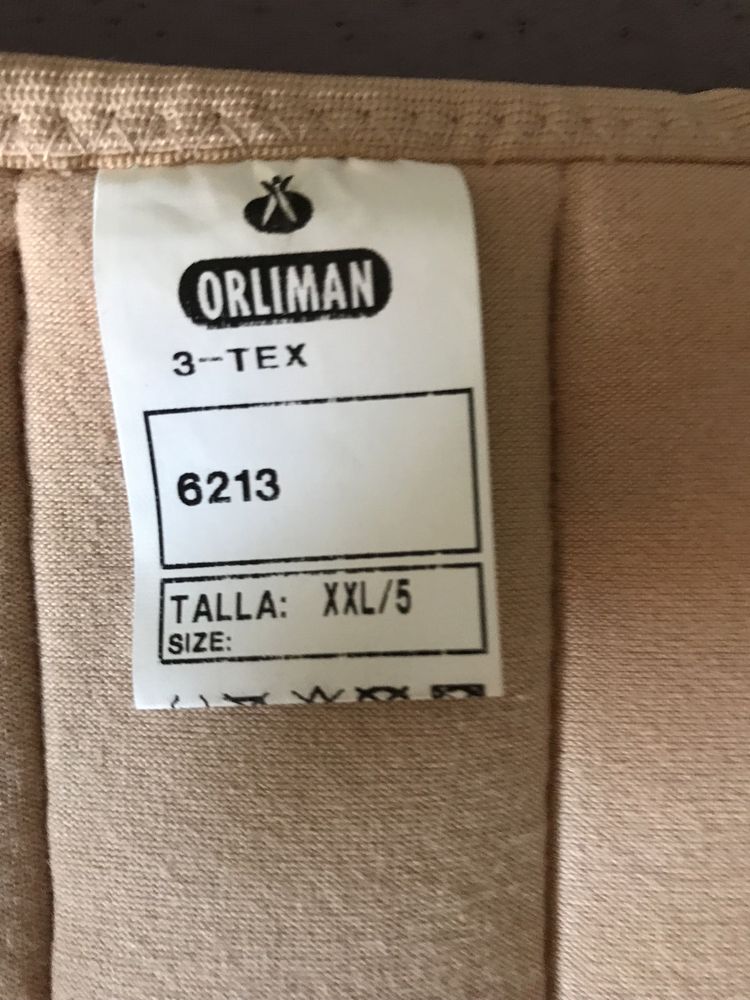 ORLIMAN
3-TEX
6213
TALLA: XXL/5
SIZE: